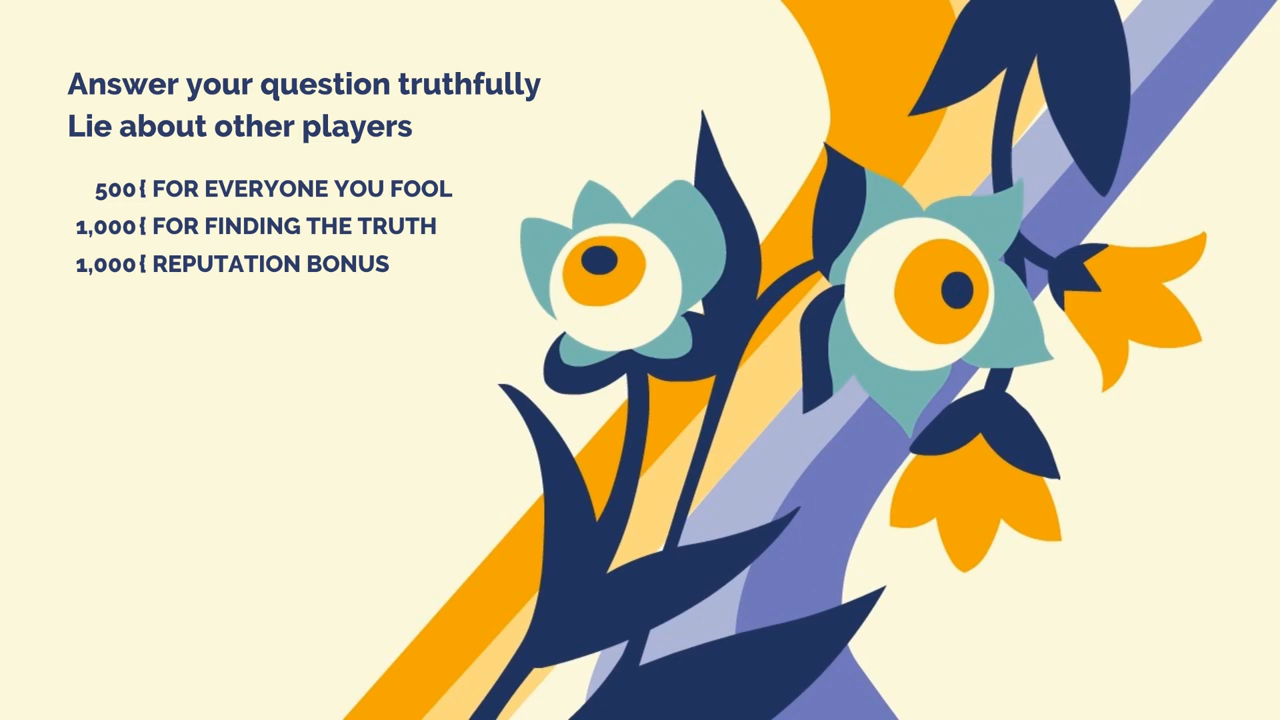 Answer your question truthfully
Lie about other players
500{ FOR EVERYONE YOU FOOL
1,000{ FOR FINDING THE TRUTH
1,000{ REPUTATION BONUS